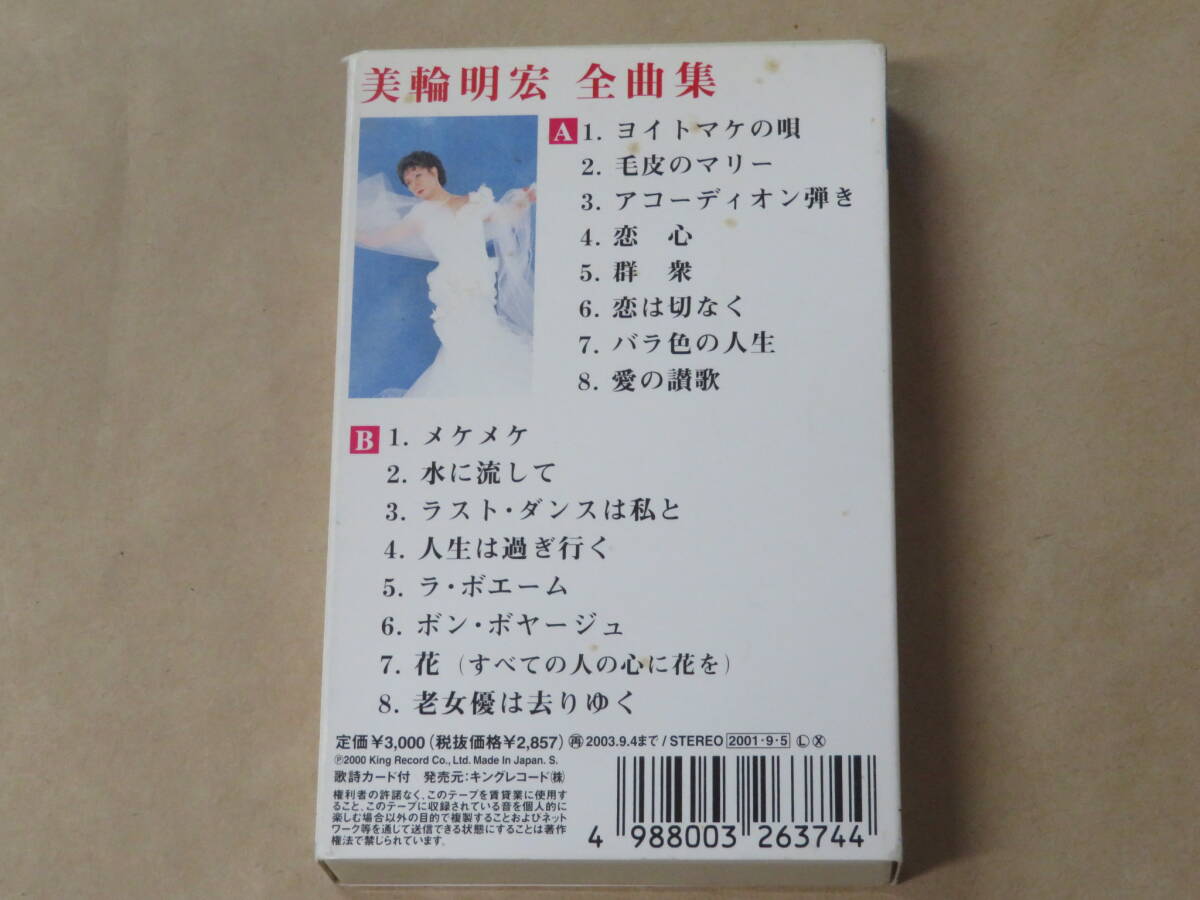 美輪明宏 全曲集
A 1. ヨイトマケの唄
2. 毛皮のマリー
3. アコーディオン弾き
4. 恋 心
5. 群 衆
6. 恋は切なく
7. バラ色の人生
8. 愛の讃歌
B 1. メケメケ
2. 水に流して
3. ラスト・ダンスは私と
4. 人生は過ぎ行く
5. ラ・ボエーム
6. ボン・ボヤージュ
7. 花（すべての人の心に花を）
8. 老女優は去りゆく
定価¥3,000（税抜価格¥2,857）㊢2003.9.4まで/STEREO 2001・9・5 Ⓛ Ⓧ
Ⓟ2000 King Record Co., Ltd. Made in Japan. S.
歌詩カード付 発売元:キングレコード㈱
権利者の許諾なく、このテープを賃貸業に使用す
ること、このテープに収録されている音を個人的に
楽しむ場合以外の目的で複製することおよびネット
ワーク等を通じて送信できる状態にすることは著作
権法で禁じられています。
4 988003 263744